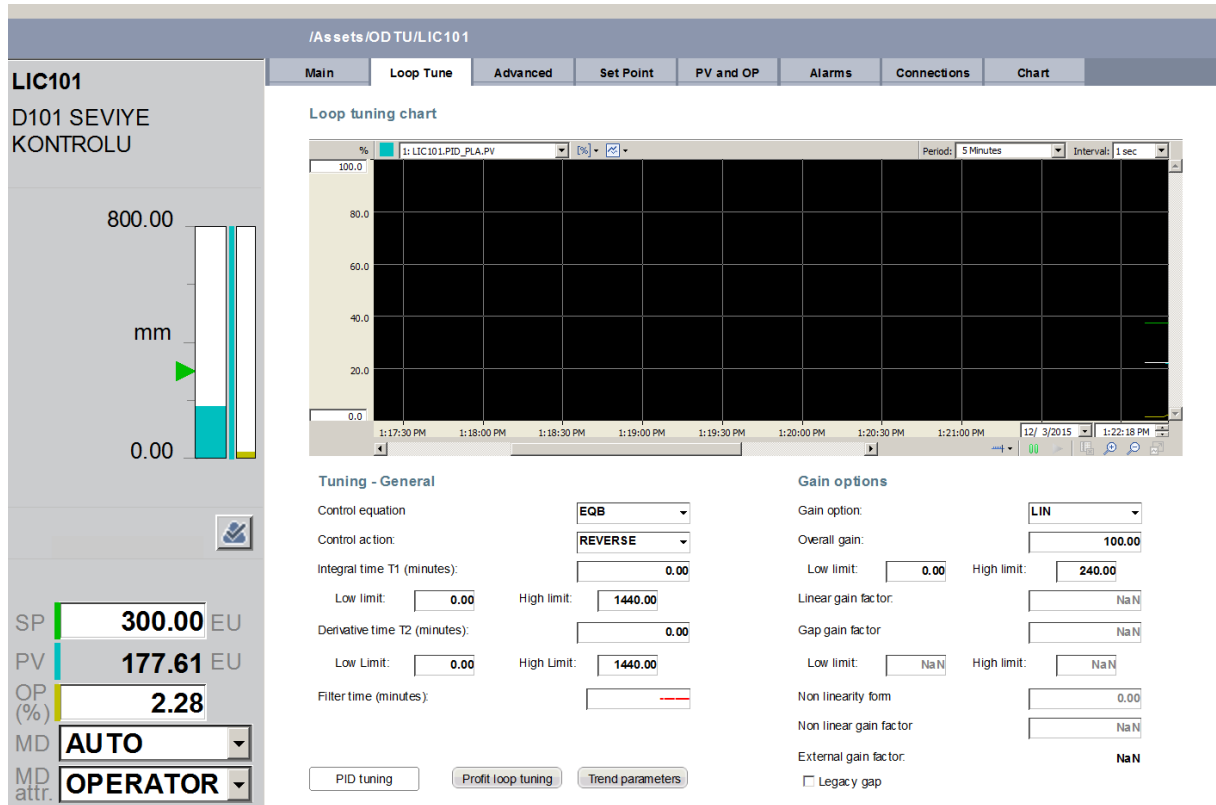 /Assets/ODTU/LIC101
LIC101
D101 SEVIYE
KONTROLU
800.00
mm
0.00
SP 300.00 EU
PV 177.61 EU
OP (%) 2.28
MD AUTO
MD attr. OPERATOR
Main Loop Tune Advanced Set Point PV and OP Alarms Connections Chart
Loop tuning chart
% 1: LIC101.PID_PLA.PV [%] Period: 5 Minutes Interval: 1 sec
100.0
80.0
60.0
40.0
20.0
0.0
1:17:30 PM 1:18:00 PM 1:18:30 PM 1:19:00 PM 1:19:30 PM 1:20:00 PM 1:20:30 PM 1:21:00 PM 12/ 3/2015 1:22:18 PM
Tuning - General
Control equation EQB
Control action: REVERSE
Integral time T1 (minutes): 0.00
Low limit: 0.00 High limit: 1440.00
Derivative time T2 (minutes): 0.00
Low Limit: 0.00 High Limit: 1440.00
Filter time (minutes): -----
PID tuning Profit loop tuning Trend parameters
Gain options
Gain option: LIN
Overall gain: 100.00
Low limit: 0.00 High limit: 240.00
Linear gain factor: NaN
Gap gain factor NaN
Low limit: NaN High limit: NaN
Non linearity form 0.00
Non linear gain factor NaN
External gain factor: NaN
Legacy gap